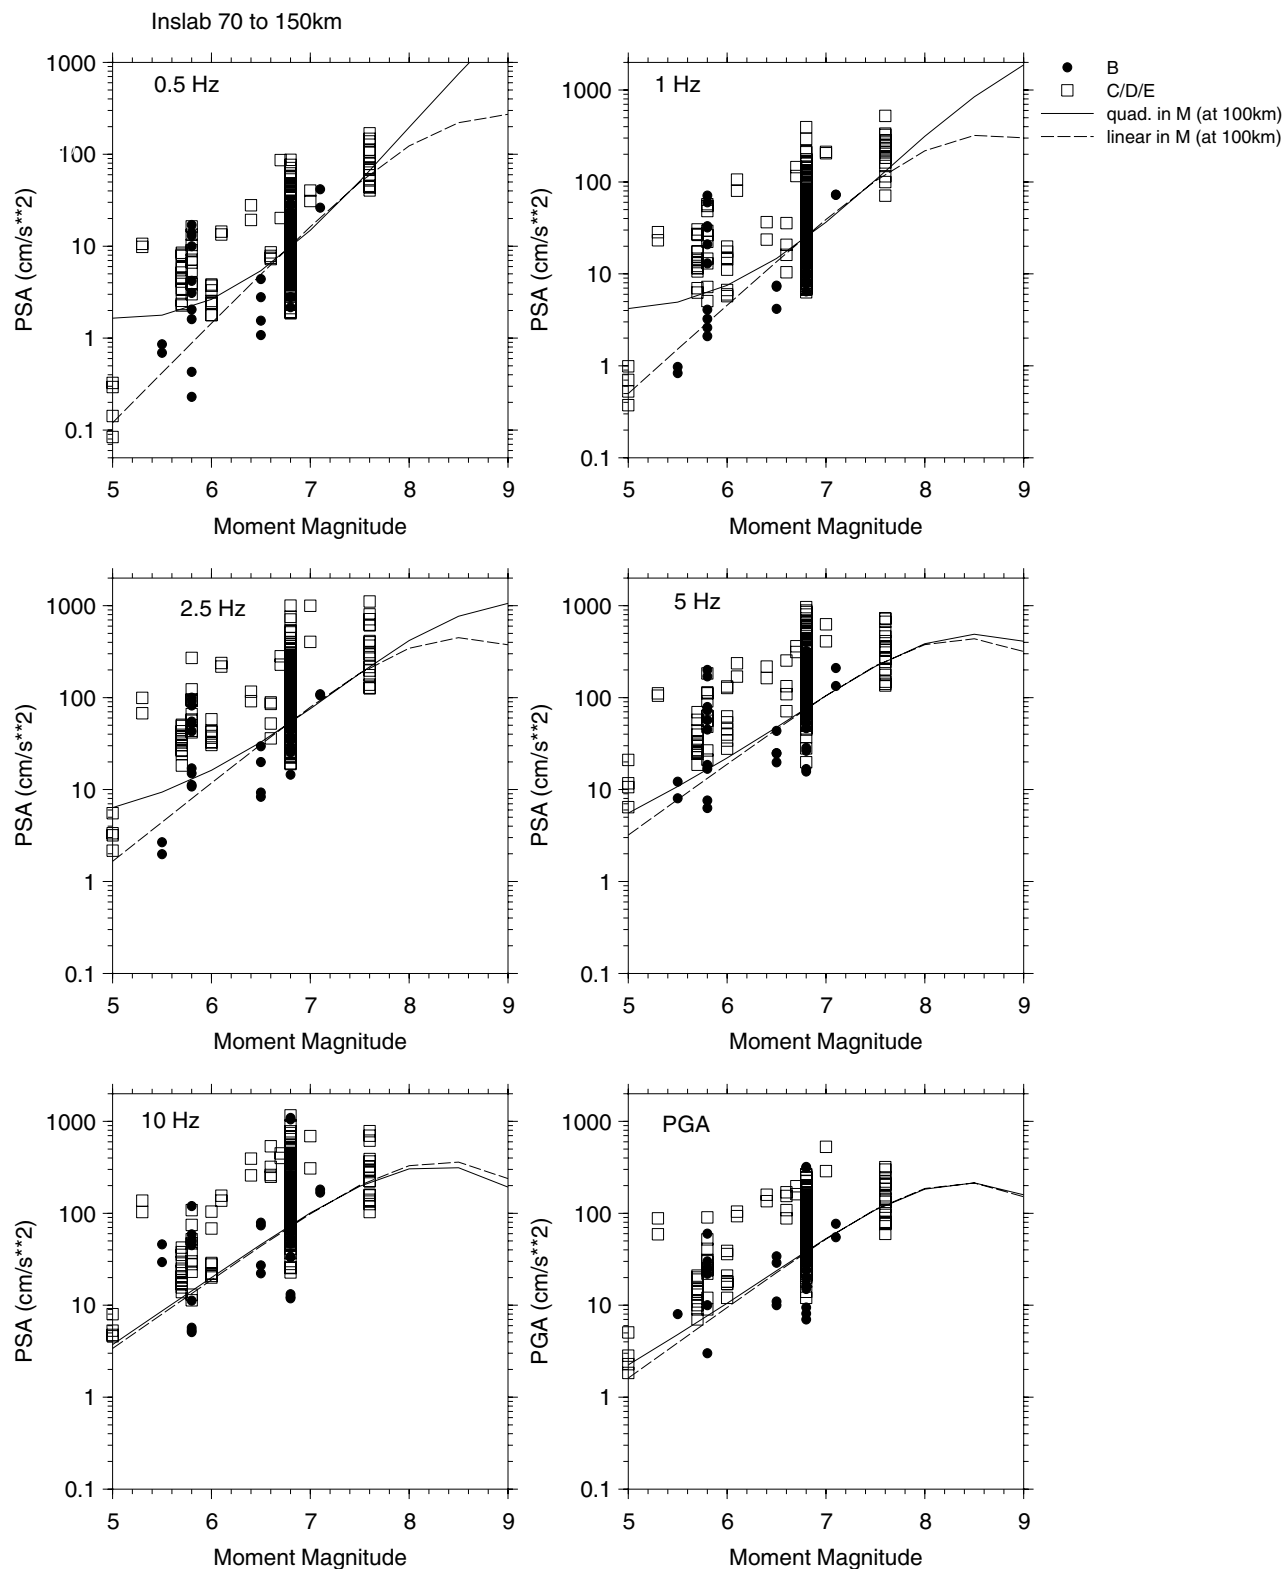 Inslab 70 to 150km
B
C/D/E
quad. in M (at 100km)
linear in M (at 100km)
0.5 Hz
PSA (cm/s**2)
1000
100
10
1
0.1
5 6 7 8 9
Moment Magnitude
1 Hz
PSA (cm/s**2)
1000
100
10
1
0.1
5 6 7 8 9
Moment Magnitude
2.5 Hz
PSA (cm/s**2)
1000
100
10
1
0.1
5 6 7 8 9
Moment Magnitude
5 Hz
PSA (cm/s**2)
1000
100
10
1
0.1
5 6 7 8 9
Moment Magnitude
10 Hz
PSA (cm/s**2)
1000
100
10
1
0.1
5 6 7 8 9
Moment Magnitude
PGA
PGA (cm/s**2)
1000
100
10
1
0.1
5 6 7 8 9
Moment Magnitude